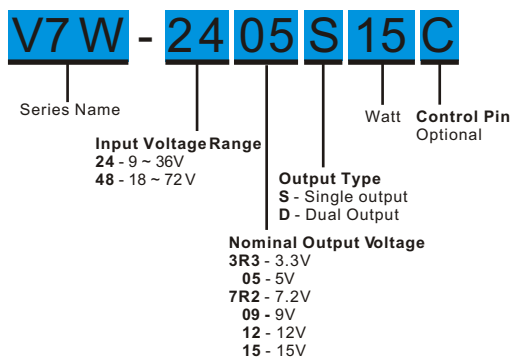 V7W - 24 05 S 15 C
Series Name
Watt
Control Pin
Optional
Input Voltage Range
24 - 9 ~ 36V
48 - 18 ~ 72V
Output Type
S - Single output
D - Dual Output
Nominal Output Voltage
3R3 - 3.3V
05 - 5V
7R2 - 7.2V
09 - 9V
12 - 12V
15 - 15V